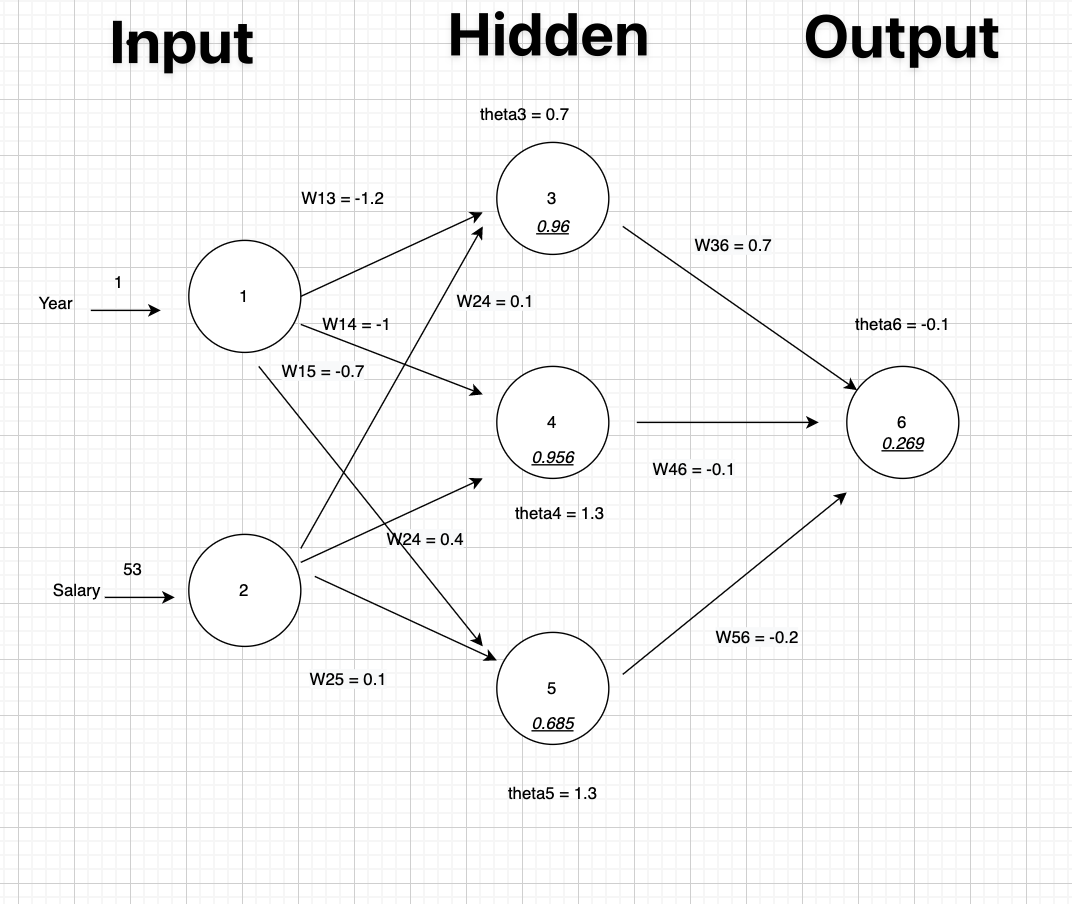 Input
Hidden
Output
theta3 = 0.7
3
0.96
W13 = -1.2
W36 = 0.7
1
Year
1
W24 = 0.1
W14 = -1
theta6 = -0.1
W15 = -0.7
4
0.956
6
0.269
W46 = -0.1
theta4 = 1.3
W24 = 0.4
53
Salary
2
W56 = -0.2
W25 = 0.1
5
0.685
theta5 = 1.3